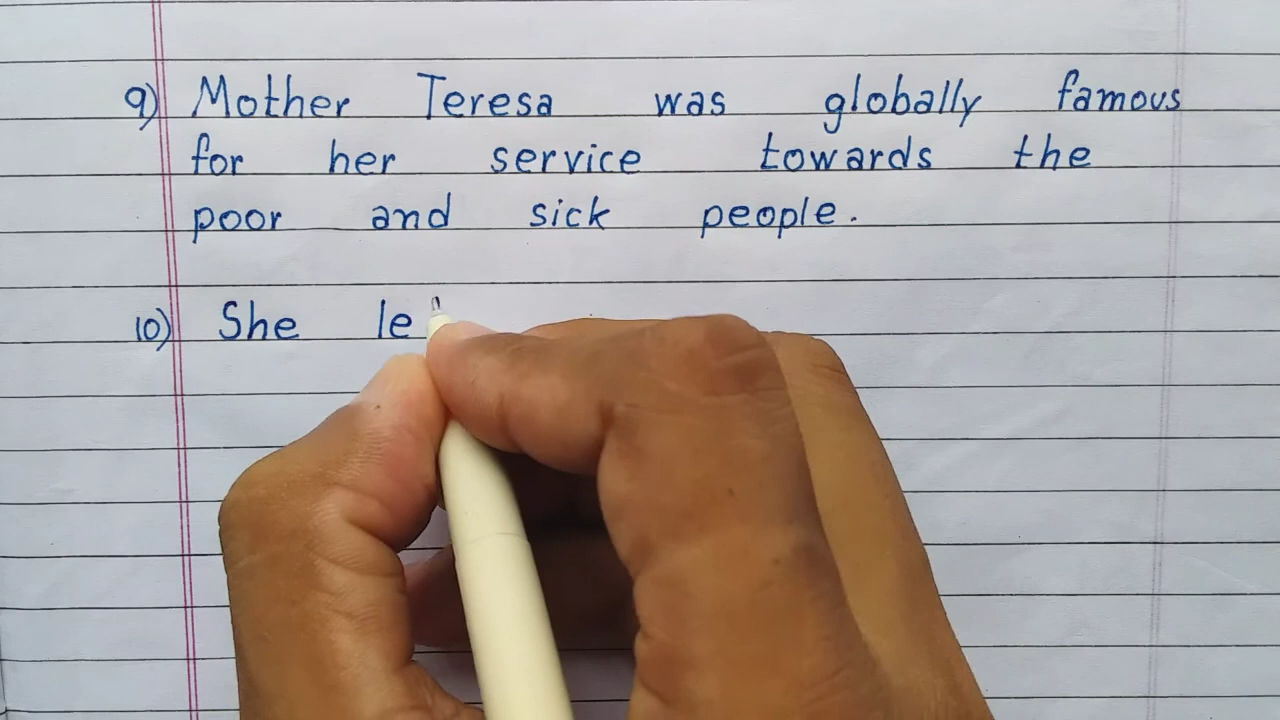 9) Mother Teresa was globally famous
for her service towards the
poor and sick people.
10) She le